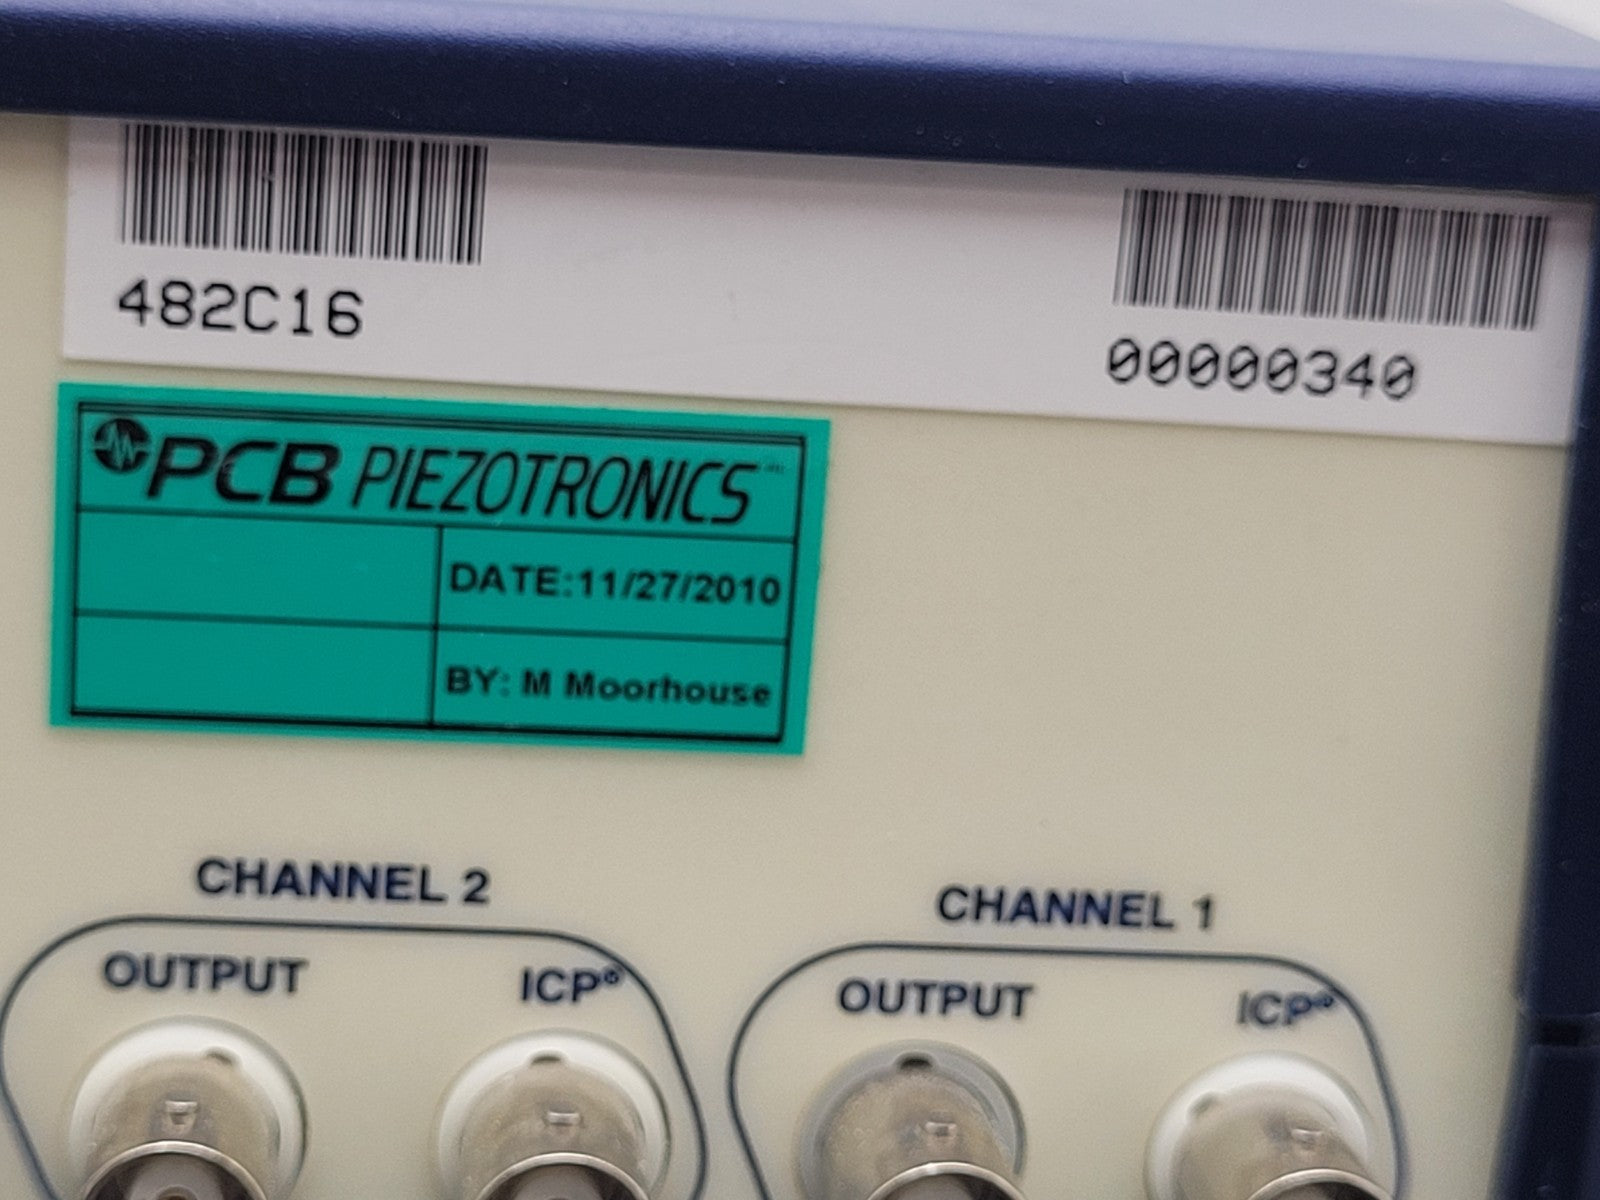 482C16
00000340
PCB PIEZOTRONICS
DATE:11/27/2010
BY: M Moorhouse
CHANNEL 2
OUTPUT ICP®
CHANNEL 1
OUTPUT ICP®